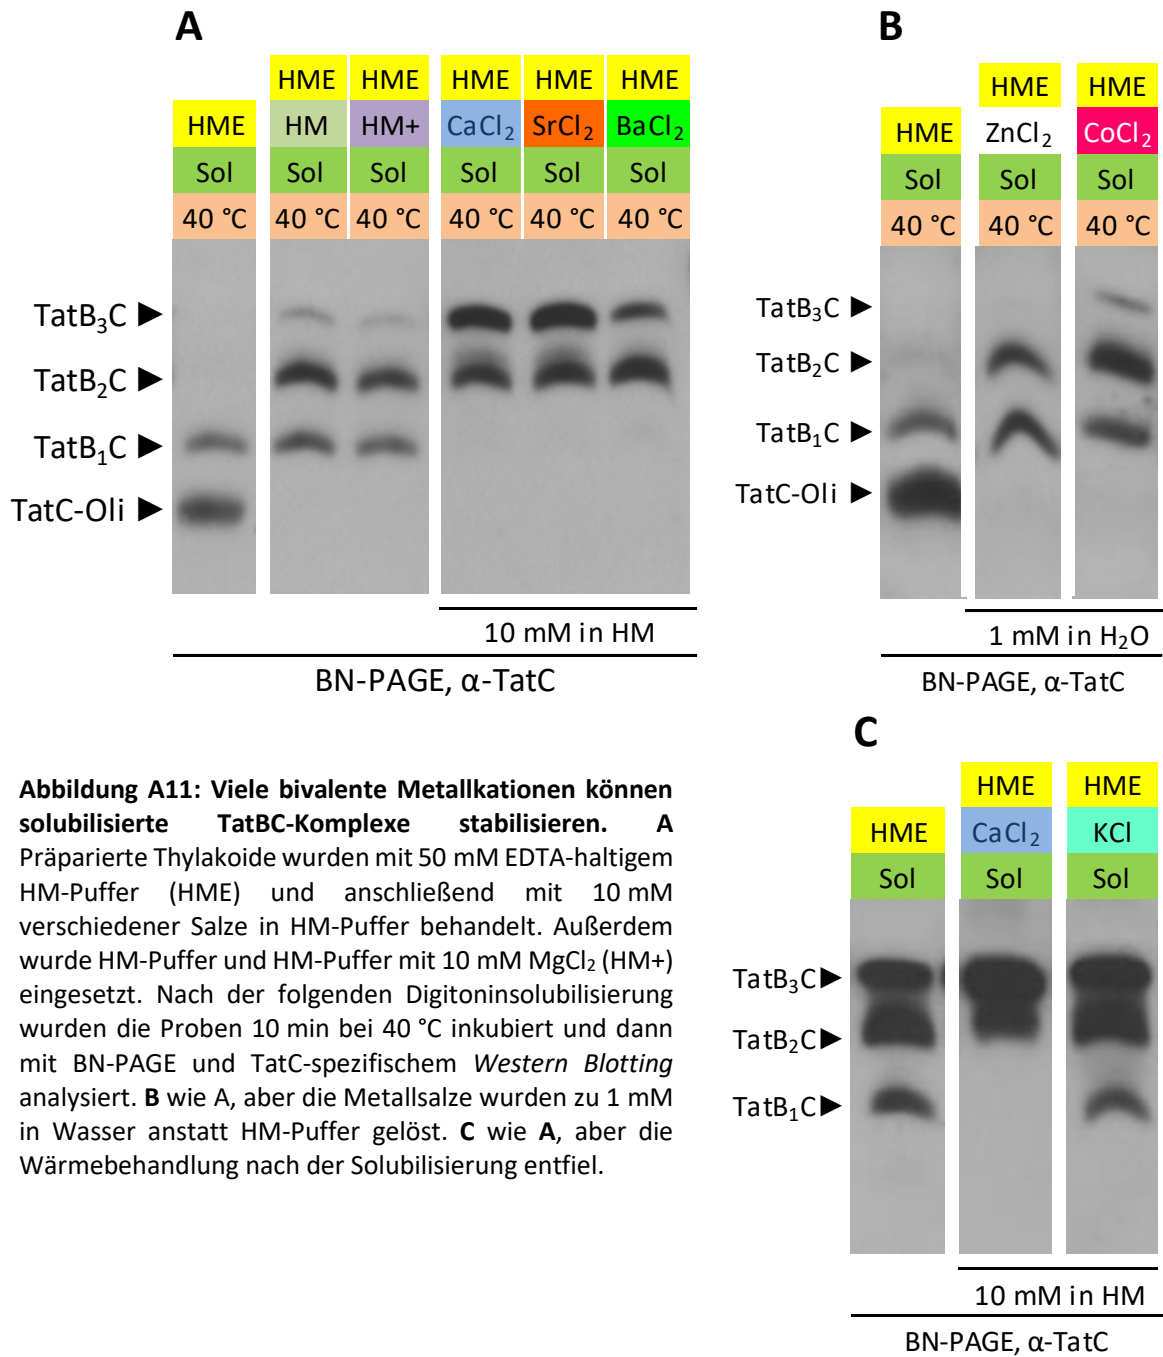 A
HME HME HME HME HME
HME HM HM+ CaCl₂ SrCl₂ BaCl₂
Sol Sol Sol Sol Sol Sol
40 °C 40 °C 40 °C 40 °C 40 °C 40 °C
TatB₃C ►
TatB₂C ►
TatB₁C ►
TatC-Oli ►
10 mM in HM
BN-PAGE, α-TatC
B
HME HME
HME ZnCl₂ CoCl₂
Sol Sol Sol
40 °C 40 °C 40 °C
TatB₃C ►
TatB₂C ►
TatB₁C ►
TatC-Oli ►
1 mM in H₂O
BN-PAGE, α-TatC
C
HME HME
HME CaCl₂ KCl
Sol Sol Sol
TatB₃C►
TatB₂C►
TatB₁C►
10 mM in HM
BN-PAGE, α-TatC
Abbildung A11: Viele bivalente Metallkationen können
solubilisierte TatBC-Komplexe stabilisieren. A
Präparierte Thylakoide wurden mit 50 mM EDTA-haltigem
HM-Puffer (HME) und anschließend mit 10 mM
verschiedener Salze in HM-Puffer behandelt. Außerdem
wurde HM-Puffer und HM-Puffer mit 10 mM MgCl₂ (HM+)
eingesetzt. Nach der folgenden Digitoninsolubilisierung
wurden die Proben 10 min bei 40 °C inkubiert und dann
mit BN-PAGE und TatC-spezifischem Western Blotting
analysiert. B wie A, aber die Metallsalze wurden zu 1 mM
in Wasser anstatt HM-Puffer gelöst. C wie A, aber die
Wärmebehandlung nach der Solubilisierung entfiel.